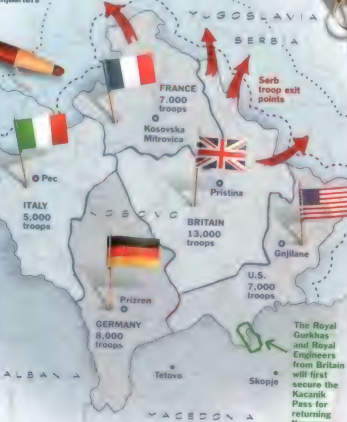 YUGOSLAVIA
SERBIA
FRANCE
7,000
troops
Kosovska
Mitrovica
Serb
troop exit
points
Pec
ITALY
5,000
troops
Pristina
BRITAIN
13,000
troops
KOSOVO
Gnjilane
U.S.
7,000
troops
Prizren
GERMANY
8,000
troops
ALBANIA
Tetovo
Skopje
MACEDONIA
The Royal
Gurkhas
and Royal
Engineers
from Britain
will first
secure the
Kacanik
Pass for
returning